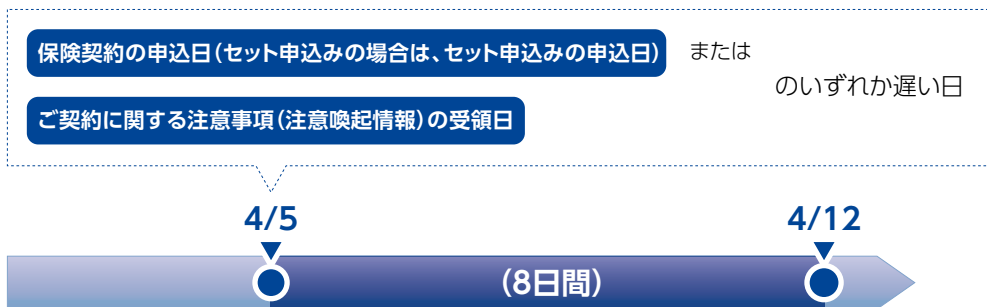 保険契約の申込日(セット申込みの場合は、セット申込みの申込日)
または
のいずれか遅い日
ご契約に関する注意事項(注意喚起情報)の受領日
4/5
4/12
(8日間)